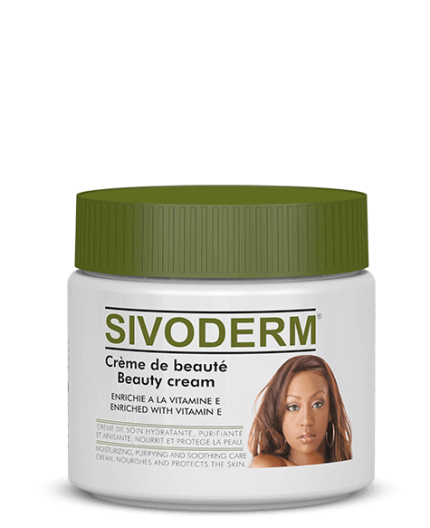 SIVODERM®
Crème de beauté
Beauty cream
ENRICHIE A LA VITAMINE E
ENRICHED WITH VITAMIN E
CRÈME DE SOIN HYDRATANTE, PURIFIANTE
ET APAISANTE. NOURRIT ET PROTEGE LA PEAU.
MOISTURIZING, PURIFYING AND SOOTHING CARE
CREAM. NOURISHES AND PROTECTS THE SKIN.